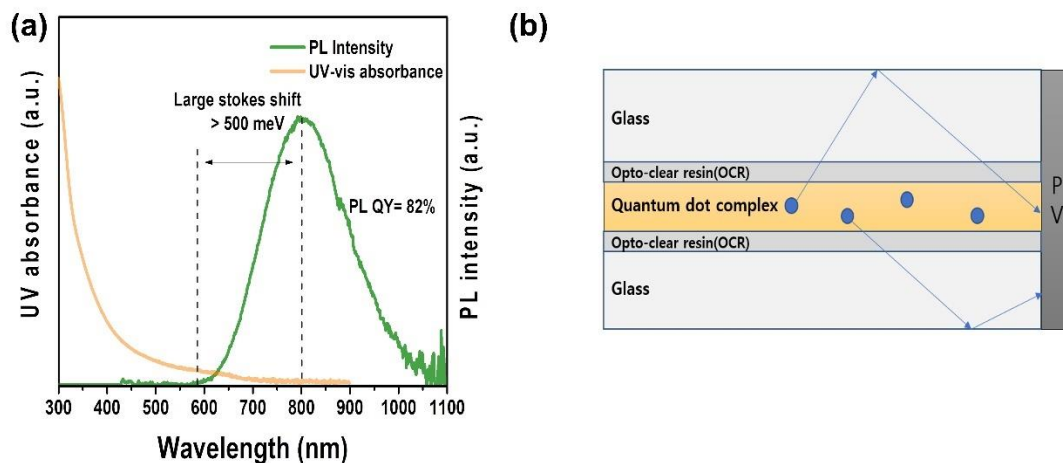 (a)
PL Intensity
UV-vis absorbance
Large stokes shift
> 500 meV
PL QY= 82%
UV absorbance (a.u.)
PL intensity (a.u.)
300 400 500 600 700 800 900 1000 1100
Wavelength (nm)
(b)
Glass
Opto-clear resin(OCR)
Quantum dot complex
Opto-clear resin(OCR)
Glass
P
V